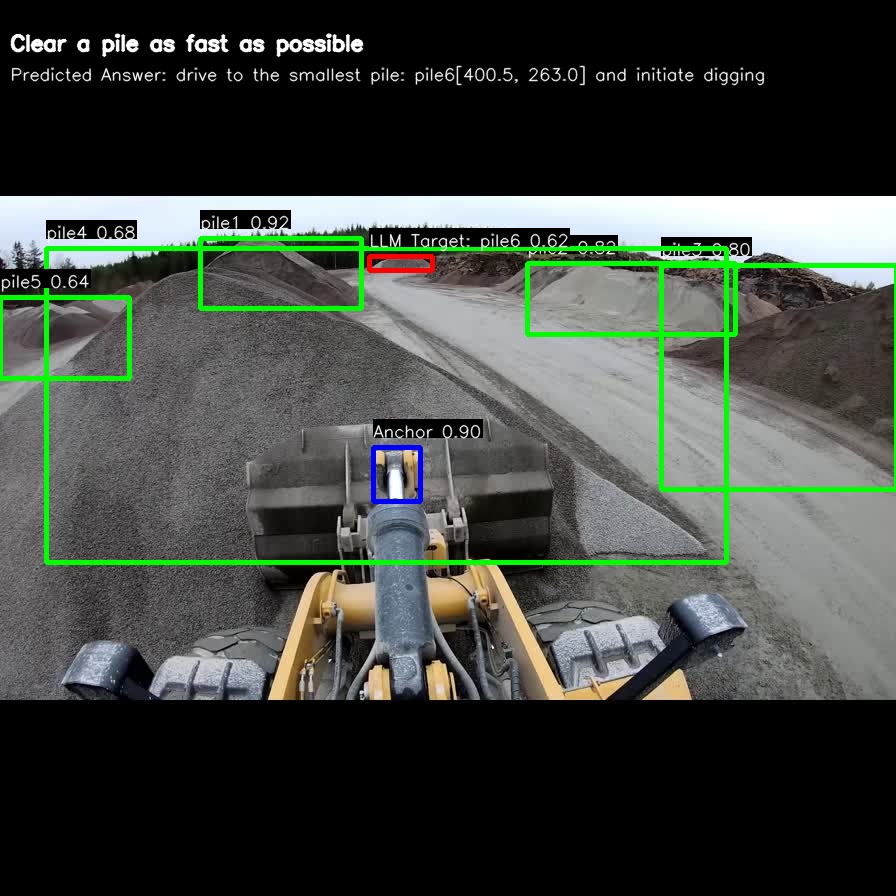 Clear a pile as fast as possible
Predicted Answer: drive to the smallest pile: pile6[400.5, 263.0] and initiate digging
pile1 0.92
pile4 0.68
LLM Target: pile6 0.62
pile2 0.82
pile3 0.80
pile5 0.64
Anchor 0.90